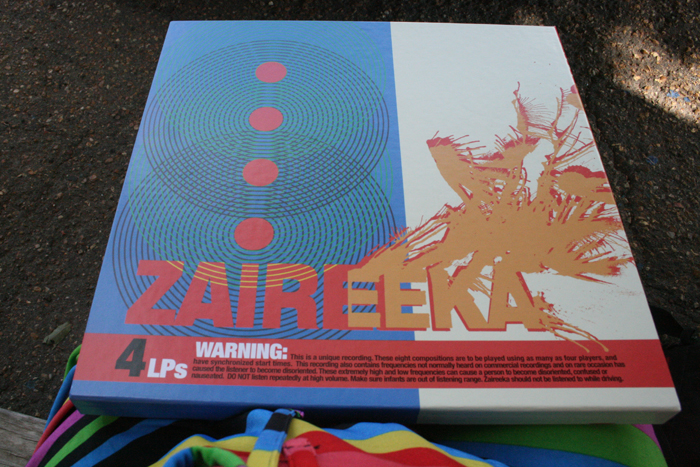 ZAIREEKA
4 LPs
WARNING: This is a unique recording. These eight compositions are to be played using as many as four players, and
have synchronized start times. This recording also contains frequencies not normally heard on commercial recordings and on rare occasion has
caused the listener to become disoriented. These extremely high and low frequencies can cause a person to become disoriented, confused or
nauseated. DO NOT listen repeatedly at high volume. Make sure infants are out of listening range. Zaireeka should not be listened to while driving.